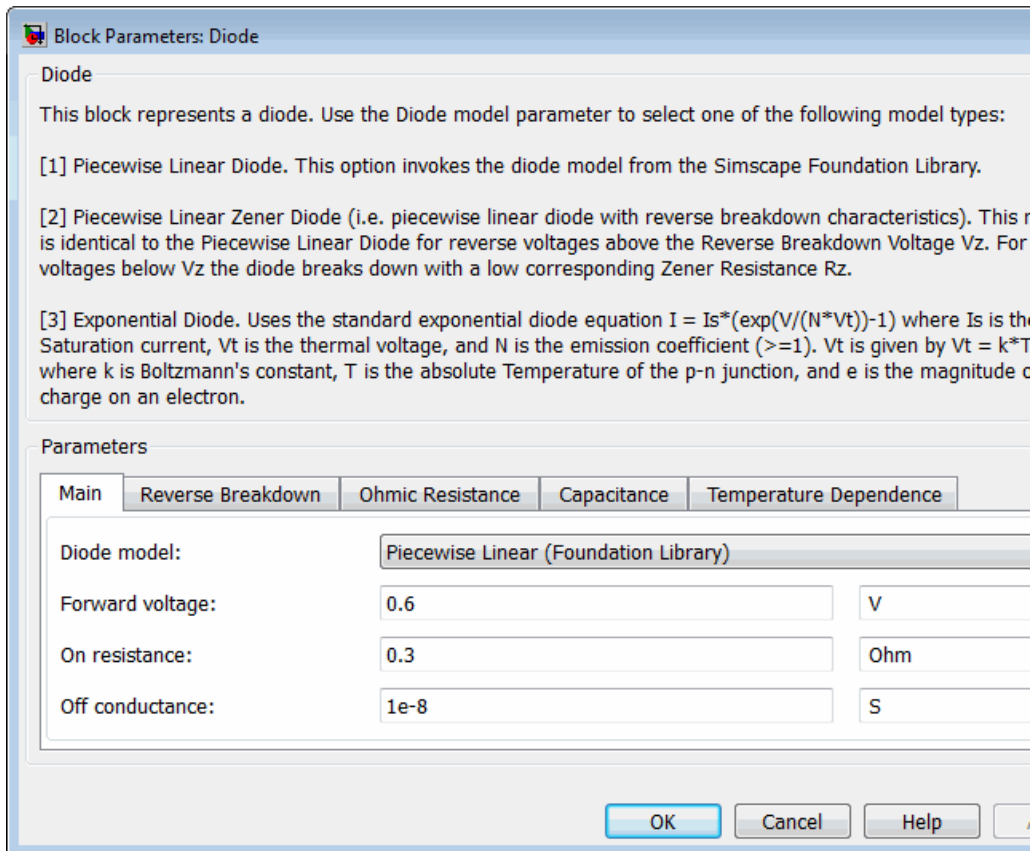 Block Parameters: Diode
Diode
This block represents a diode. Use the Diode model parameter to select one of the following model types:
[1] Piecewise Linear Diode. This option invokes the diode model from the Simscape Foundation Library.
[2] Piecewise Linear Zener Diode (i.e. piecewise linear diode with reverse breakdown characteristics). This
is identical to the Piecewise Linear Diode for reverse voltages above the Reverse Breakdown Voltage Vz. For
voltages below Vz the diode breaks down with a low corresponding Zener Resistance Rz.
[3] Exponential Diode. Uses the standard exponential diode equation I = Is*(exp(V/(N*Vt))-1) where Is is the
Saturation current, Vt is the thermal voltage, and N is the emission coefficient (>=1). Vt is given by Vt = k*T
where k is Boltzmann's constant, T is the absolute Temperature of the p-n junction, and e is the magnitude
charge on an electron.
Parameters
Main Reverse Breakdown Ohmic Resistance Capacitance Temperature Dependence
Diode model: Piecewise Linear (Foundation Library)
Forward voltage: 0.6 V
On resistance: 0.3 Ohm
Off conductance: 1e-8 S
OK Cancel Help